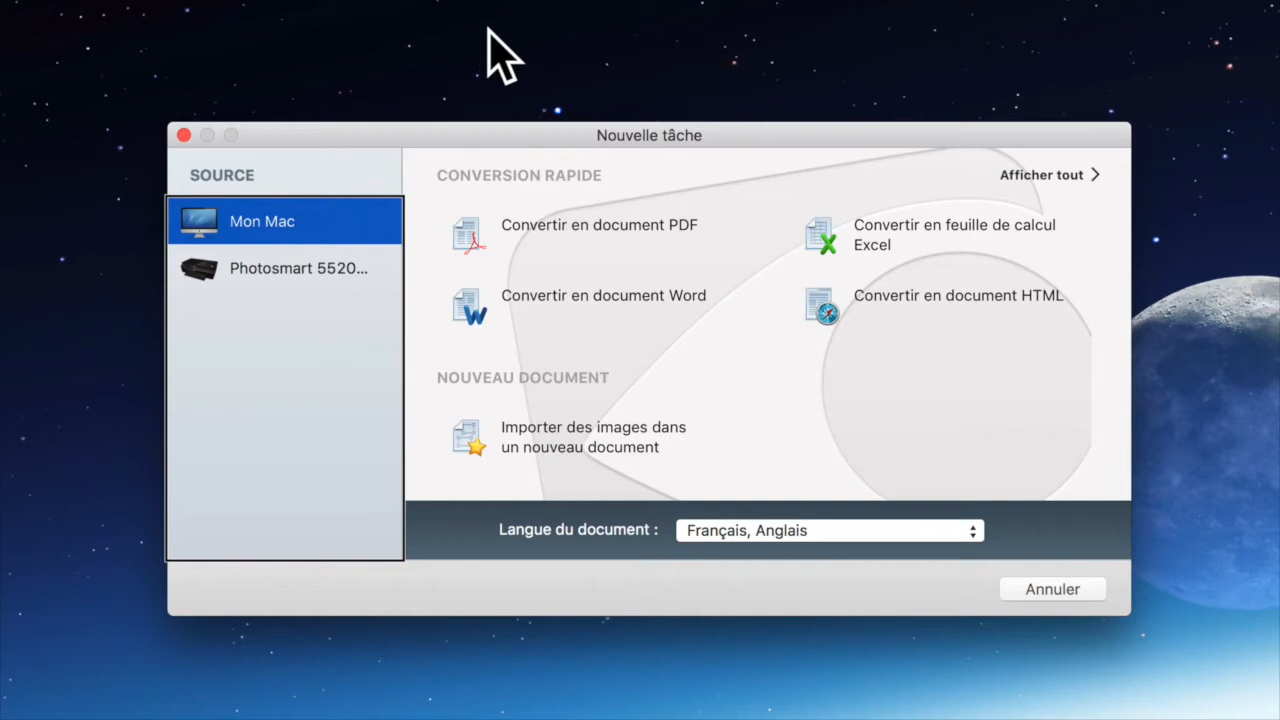 Nouvelle tâche
SOURCE
Mon Mac
Photosmart 5520...
CONVERSION RAPIDE
Afficher tout
Convertir en document PDF
Convertir en feuille de calcul
Excel
Convertir en document Word
Convertir en document HTML
NOUVEAU DOCUMENT
Importer des images dans
un nouveau document
Langue du document :
Français, Anglais
Annuler